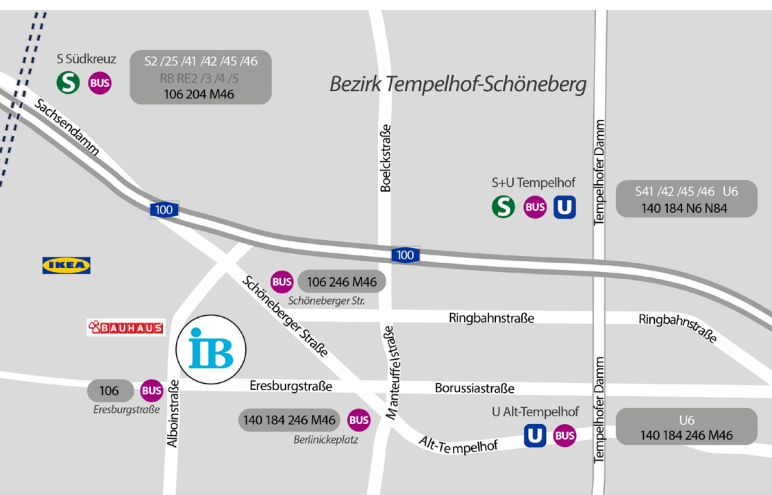 S Südkreuz
S
BUS
S2 /25 /41 /42 /45 /46
RB RE2 /3 /4 /5
106 204 M46
Bezirk Tempelhof-Schöneberg
Sachsendamm
Boelckstraße
Tempelhofer Damm
S+U Tempelhof
S
BUS
U
S41 /42 /45 /46 U6
140 184 N6 N84
100
100
IKEA
BUS
106 246 M46
Schöneberger Str.
Schöneberger Straße
BAUHAUS
iB
Ringbahnstraße
Ringbahnstraße
Manteuffelstraße
106
BUS
Eresburgstraße
Alboinstraße
Eresburgstraße
Borussiastraße
Tempelhofer Damm
140 184 246 M46
BUS
Berlinickeplatz
Alt-Tempelhof
U Alt-Tempelhof
U
BUS
U6
140 184 246 M46